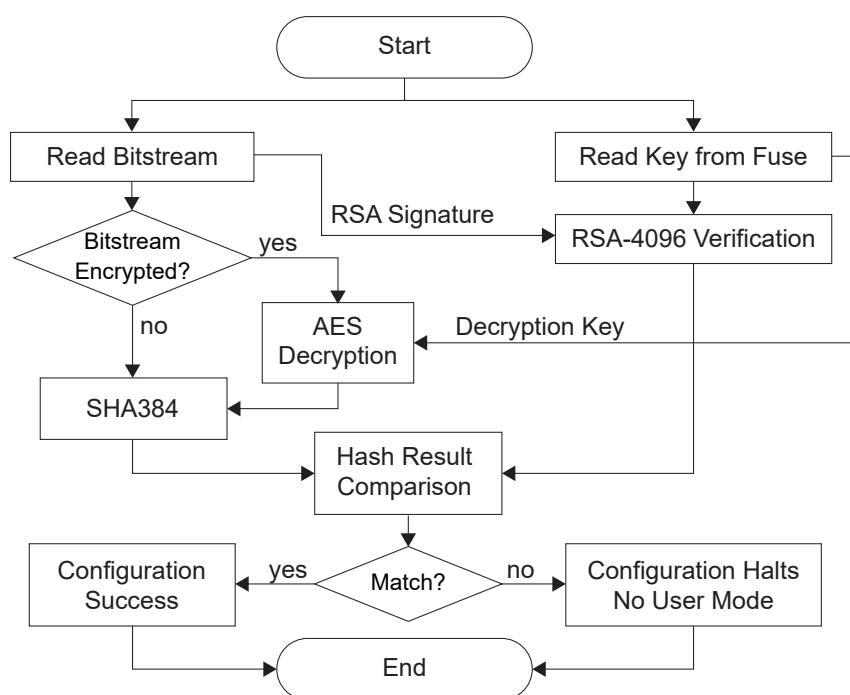 Start
Read Bitstream
Read Key from Fuse
RSA Signature
RSA-4096 Verification
Bitstream
Encrypted?
yes
no
AES
Decryption
Decryption Key
SHA384
Hash Result
Comparison
Configuration
Success
yes
Match?
no
Configuration Halts
No User Mode
End